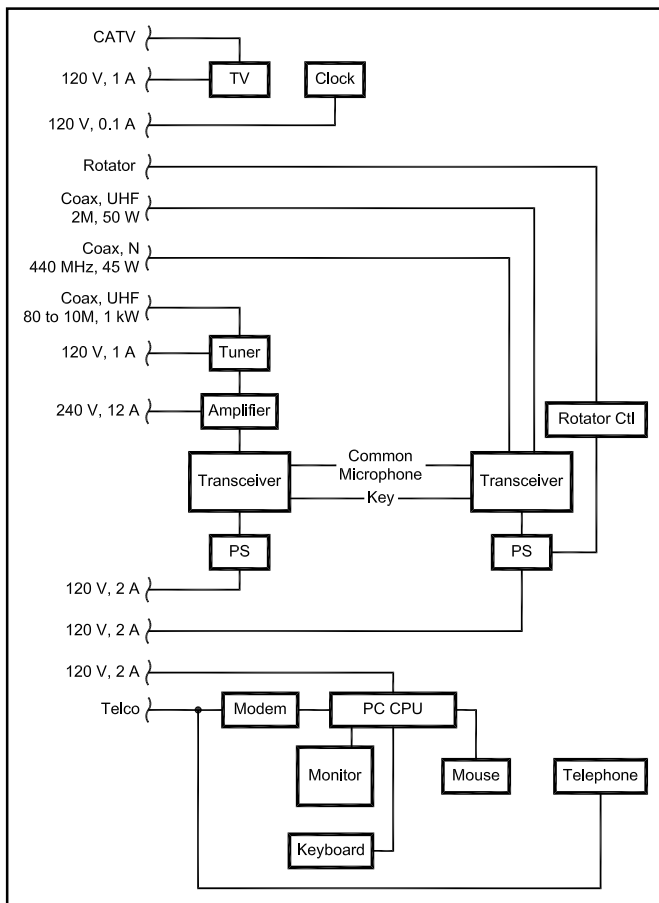 CATV
120 V, 1 A
TV
Clock
120 V, 0.1 A
Rotator
Coax, UHF
2M, 50 W
Coax, N
440 MHz, 45 W
Coax, UHF
80 to 10M, 1 kW
120 V, 1 A
Tuner
240 V, 12 A
Amplifier
Rotator Ctl
Transceiver
Common
Microphone
Key
Transceiver
PS
PS
120 V, 2 A
120 V, 2 A
120 V, 2 A
Telco
Modem
PC CPU
Monitor
Mouse
Telephone
Keyboard